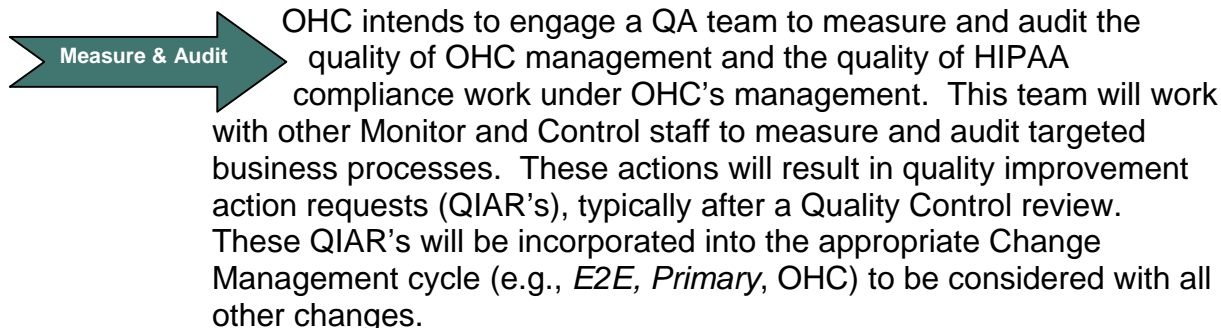 OHC intends to engage a QA team to measure and audit the
Measure & Audit
quality of OHC management and the quality of HIPAA
compliance work under OHC's management.  This team will work
with other Monitor and Control staff to measure and audit targeted
business processes.  These actions will result in quality improvement
action requests (QIAR's), typically after a Quality Control review.
These QIAR's will be incorporated into the appropriate Change
Management cycle (e.g., E2E, Primary, OHC) to be considered with all
other changes.